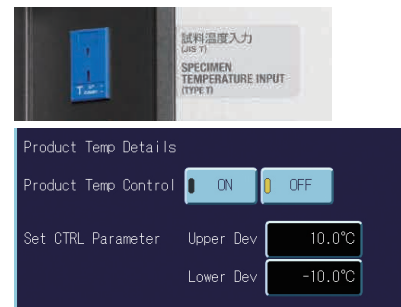 試料温度入力
(JIS T)
SPECIMEN
TEMPERATURE INPUT
(TYPE T)
T
Product Temp Details
Product Temp Control ON OFF
Set CTRL Parameter Upper Dev 10.0°C
Lower Dev -10.0°C